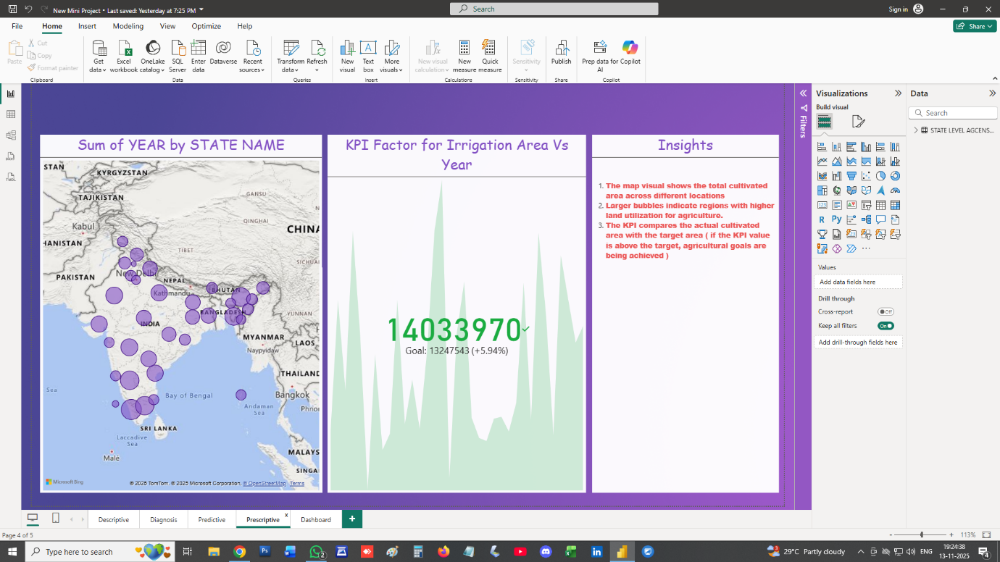 New Mini Project • Last saved: Yesterday at 7:25 PM
Search
Sign in
File
Home
Insert
Modeling
View
Optimize
Help
Share
Paste
Cut
Copy
Format painter
Clipboard
Get data
Excel workbook
OneLake catalog
SQL Server
Enter data
Dataverse
Recent sources
Data
Transform data
Refresh
Queries
New visual
Text box
More visuals
Insert
New visual calculation
New measure
Quick measure
Calculations
Sensitivity
Sensitivity
Publish
Share
Prep data for AI
Copilot
Copilot
Sum of YEAR by STATE NAME
STAN
KYRGYZSTAN
TAJIKISTAN
GANSU
QINGHAI
Kabul
CHINA
HANISTAN
TIBET
SICHUAN
New Delhi
PAKISTAN
NEPAL
Kathmandu
BHUTAN
BANGLADESH
YUNNAN
INDIA
MYANMAR
LAOS
Naypyidaw
THAILAND
Sea
Bay of Bengal
Bangkok
Andaman Sea
Phno
SRI LANKA
Laccadive Sea
MALAYS
Malé
SINGA
Microsoft Bing
© 2025 TomTom, © 2025 Microsoft Corporation, © OpenStreetMap Terms
KPI Factor for Irrigation Area Vs
Year
14033970
Goal: 13247543 (+5.94%)
Insights
1. The map visual shows the total cultivated
area across different locations
2. Larger bubbles indicate regions with higher
land utilization for agriculture.
3. The KPI compares the actual cultivated
area with the target area ( if the KPI value
is above the target, agricultural goals are
being achieved )
Filters
Visualizations
Build visual
Values
Add data fields here
Drill through
Cross-report
Off
Keep all filters
On
Add drill-through fields here
Data
Search
STATE LEVEL AGCENS...
Descriptive
Diagnosis
Predictive
Prescriptive
x
Dashboard
+
Page 4 of 5
- + 113%
Type here to search
2
3
29°C Partly cloudy
ENG
19:24:38
13-11-2025
4